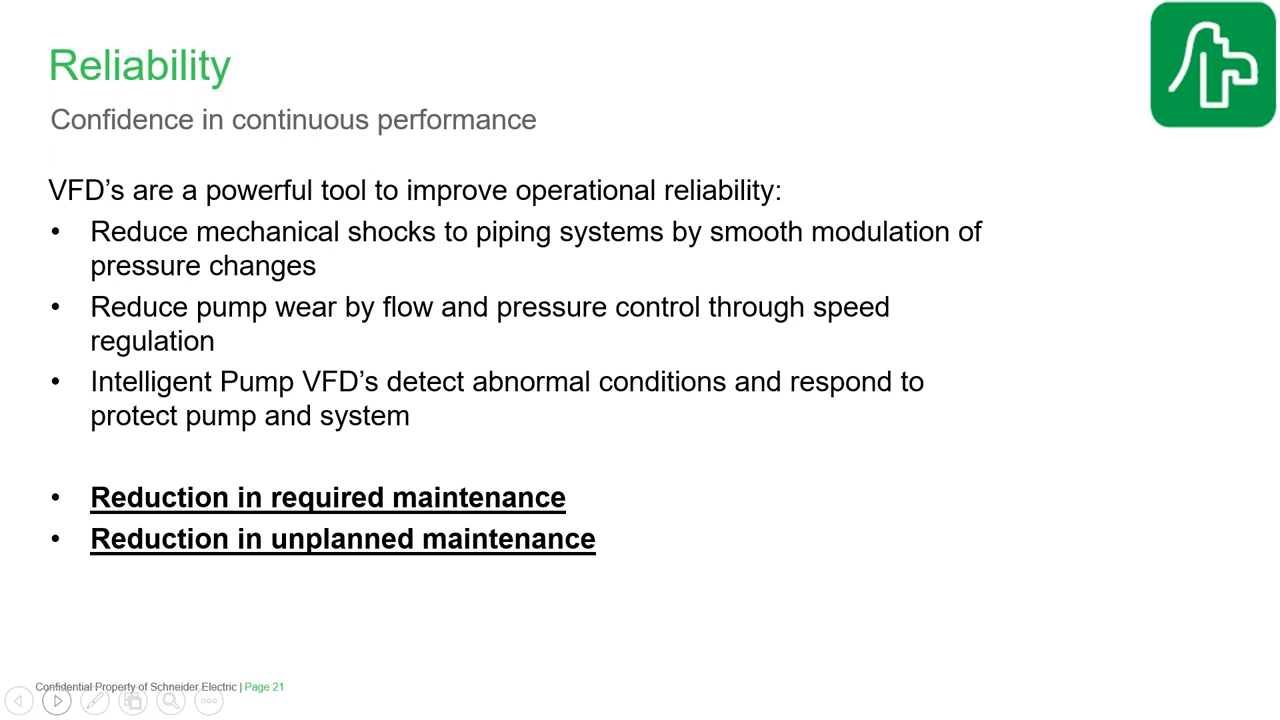 Reliability
Confidence in continuous performance
VFD’s are a powerful tool to improve operational reliability:
• Reduce mechanical shocks to piping systems by smooth modulation of
pressure changes
• Reduce pump wear by flow and pressure control through speed
regulation
• Intelligent Pump VFD’s detect abnormal conditions and respond to
protect pump and system
• Reduction in required maintenance
• Reduction in unplanned maintenance
Confidential Property of Schneider Electric | Page 21